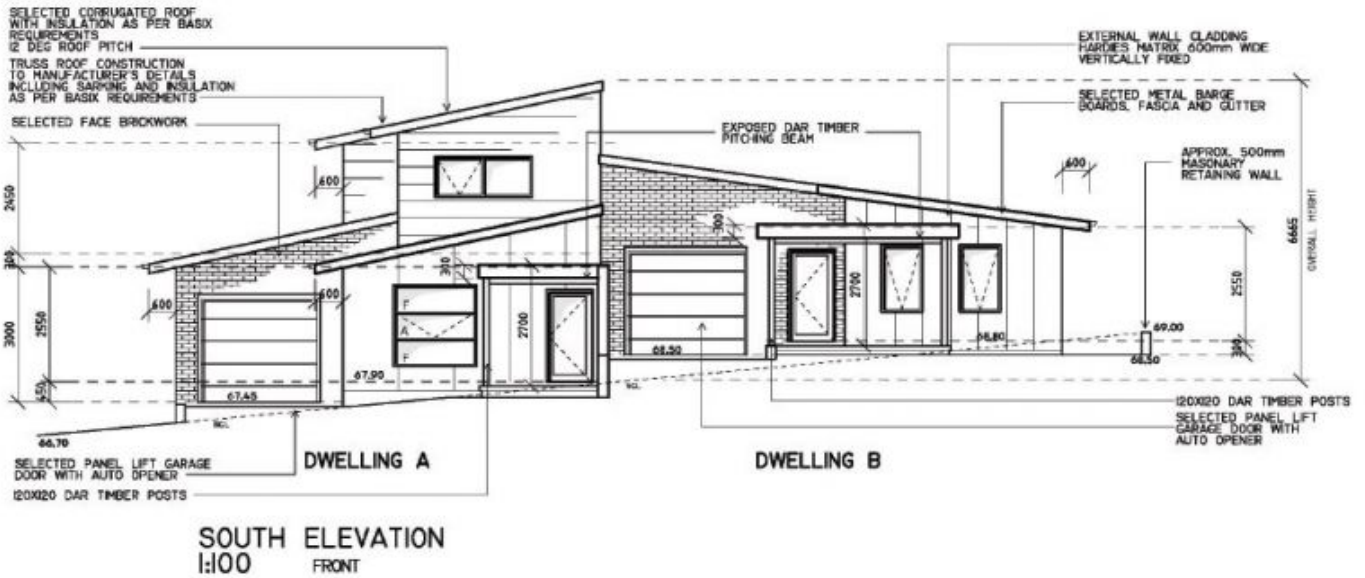 SELECTED CORRUGATED ROOF
WITH INSULATION AS PER BASIX
REQUIREMENTS
12 DEG ROOF PITCH
TRUSS ROOF CONSTRUCTION
TO MANUFACTURER'S DETAILS
INCLUDING SARKING AND INSULATION
AS PER BASIX REQUIREMENTS
SELECTED FACE BRICKWORK
EXTERNAL WALL CLADDING
HARDIES MATRIX 600mm WIDE
VERTICALLY FIXED
SELECTED METAL BARGE
BOARDS, FASCIA AND GUTTER
EXPOSED DAR TIMBER
PITCHING BEAM
APPROX. 500mm
MASONARY
RETAINING WALL
600
600
2450
300
3000
2550
450
600
600
300
2700
300
2700
6665
OVERALL HEIGHT
2550
300
F
A
F
67.45
67.90
68.50
68.80
69.00
68.50
66.70
NGL
NGL
120X120 DAR TIMBER POSTS
SELECTED PANEL LIFT
GARAGE DOOR WITH
AUTO OPENER
DWELLING A
DWELLING B
SELECTED PANEL LIFT GARAGE
DOOR WITH AUTO OPENER
120X120 DAR TIMBER POSTS
SOUTH ELEVATION
1:100
FRONT